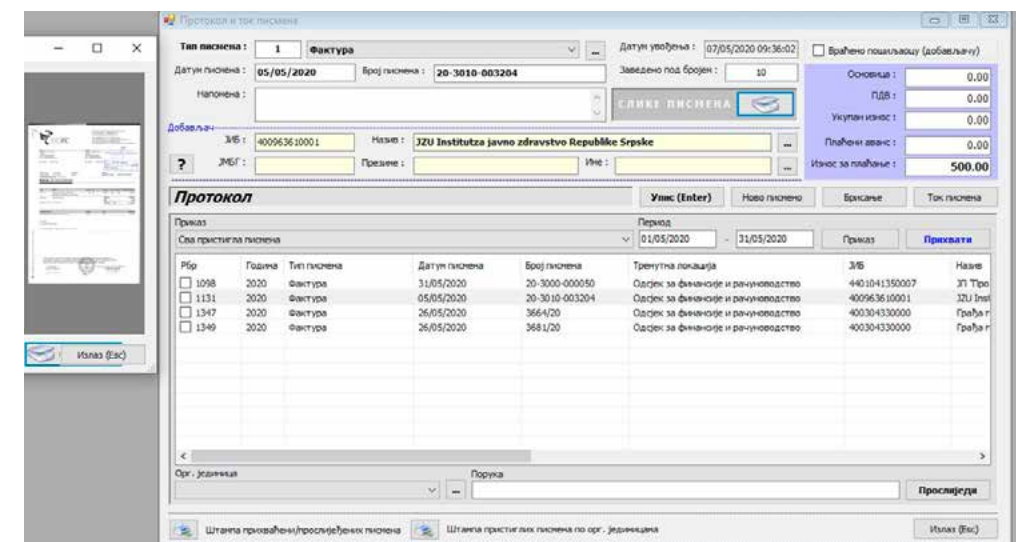 Протокол и ток писмена
Тип писмена : 1 Фактура ... Датум увођења : 07/05/2020 09:36:02 Враћено пошиљаоцу (добављачу)
Датум писмена : 05/05/2020 Број писмена : 20-3010-003204 Заведено под бројем : 10 Основица : 0.00
Напомена : СЛИКЕ ПИСМЕНА ПДВ : 0.00
Укупан износ : 0.00
Добављач
ЈИБ : 400963610001 Назив : JZU Institutza javno zdravstvo Republike Srpske ... Плаћени аванс : 0.00
? ЈМБГ : Презиме : Име : ... Износ за плаћање : 500.00
Протокол Упис (Enter) Ново писмено Брисање Ток писмена
Приказ Период
Сва пристигла писмена 01/05/2020 - 31/05/2020 Приказ Прихвати
Рбр Година Тип писмена Датум писмена Број писмена Тренутна локација ЈИБ Назив
1098 2020 Фактура 31/05/2020 20-3000-000050 Одсјек за финансије и рачуноводство 4401041350007 ЈП
1131 2020 Фактура 05/05/2020 20-3010-003204 Одсјек за финансије и рачуноводство 400963610001 JZU Inst
1347 2020 Фактура 26/05/2020 3664/20 Одсјек за финансије и рачуноводство 400304330000 Грађа
1349 2020 Фактура 26/05/2020 3681/20 Одсјек за финансије и рачуноводство 400304330000 Грађа
Излаз (Esc)
Орг. јединица Порука
... Прослиједи
Штампа прихваћени/прослијеђених писмена Штампа пристиглих писмена по орг. јединицама Излаз (Esc)